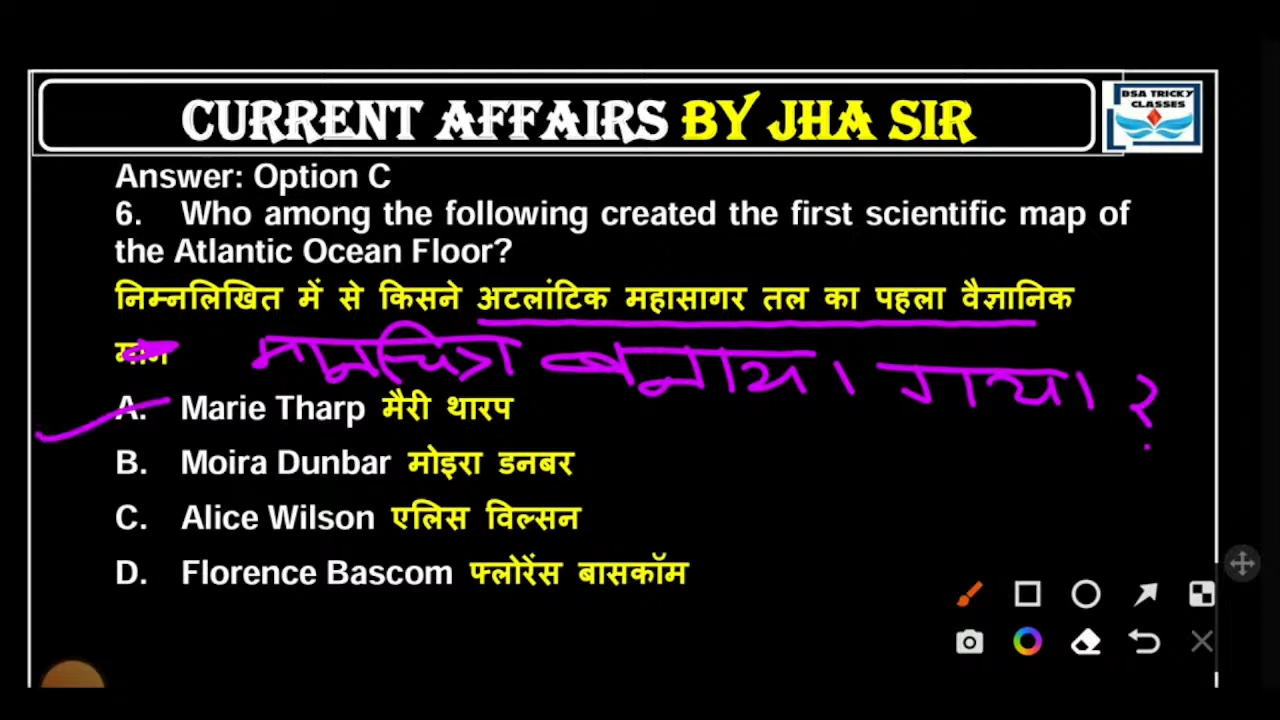 CURRENT AFFAIRS BY JHA SIR
DSA TRICKY
CLASSES
Answer: Option C
6. Who among the following created the first scientific map of
the Atlantic Ocean Floor?
निम्नलिखित में से किसने अटलांटिक महासागर तल का पहला वैज्ञानिक
मानचित्र बनाया गया ?
A. Marie Tharp मैरी थारप
B. Moira Dunbar मोइरा डनबर
C. Alice Wilson एलिस विल्सन
D. Florence Bascom फ्लोरेंस बासकॉम